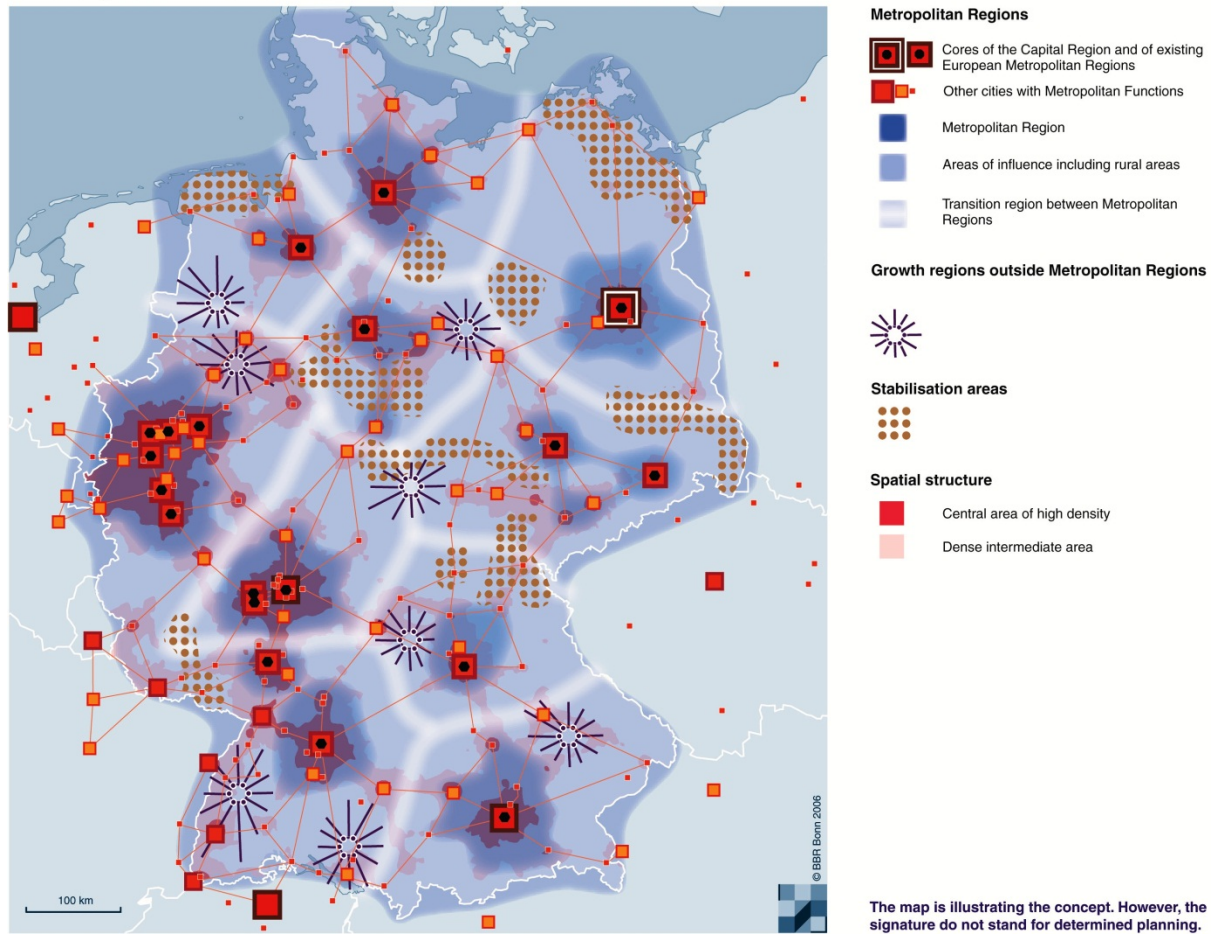 Metropolitan Regions
Cores of the Capital Region and of existing
European Metropolitan Regions
Other cities with Metropolitan Functions
Metropolitan Region
Areas of influence including rural areas
Transition region between Metropolitan
Regions
Growth regions outside Metropolitan Regions
Stabilisation areas
Spatial structure
Central area of high density
Dense intermediate area
The map is illustrating the concept. However, the
signature do not stand for determined planning.
100 km
© BBR Bonn 2006